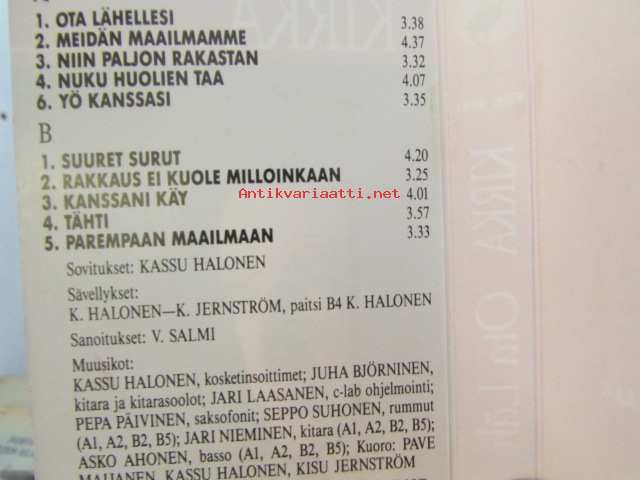 1. OTA LÄHELLESI 3.38
2. MEIDÄN MAAILMAMME 4.37
3. NIIN PALJON RAKASTAN 3.32
4. NUKU HUOLIEN TAA 4.07
6. YÖ KANSSASI 3.35
B
1. SUURET SURUT 4.20
2. RAKKAUS EI KUOLE MILLOINKAAN 3.25
Antikvariaatti.net
3. KANSSANI KÄY 4.01
4. TÄHTI 3.57
5. PAREMPAAN MAAILMAAN 3.33
Sovitukset: KASSU HALONEN
Sävellykset:
K. HALONEN—K. JERNSTRÖM, paitsi B4 K. HALONEN
Sanoitukset: V. SALMI
Muusikot:
KASSU HALONEN, kosketinsoittimet; JUHA BJÖRNINEN,
kitara ja kitarasoolot; JARI LAASANEN, c-lab ohjelmointi;
PEPA PÄIVINEN, saksofonit; SEPPO SUHONEN, rummut
(A1, A2, B2, B5); JARI NIEMINEN, kitara (A1, B2, B5);
ASKO AHONEN, basso (A1, A2, B2, B5); Kuoro: PAVE
MAIJANEN, KASSU HALONEN, KISU JERNSTRÖM
KIRKA
KIRKA Ota Läh